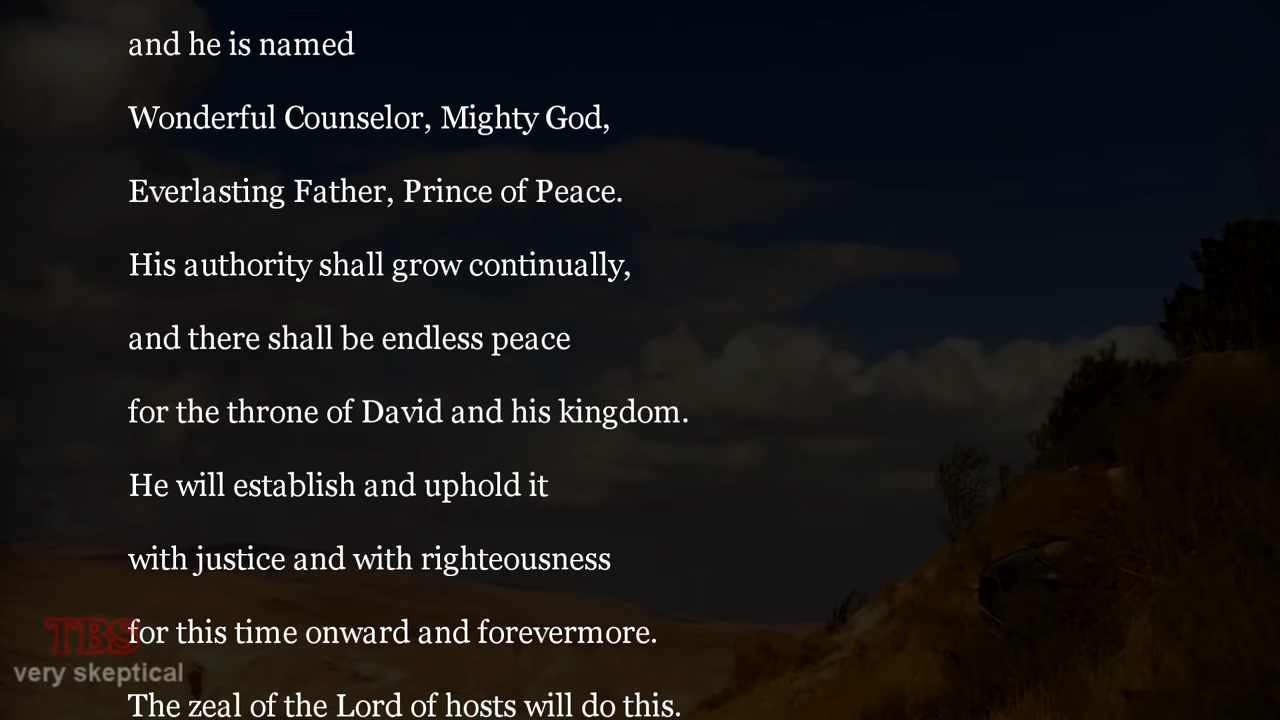 and he is named
Wonderful Counselor, Mighty God,
Everlasting Father, Prince of Peace.
His authority shall grow continually,
and there shall be endless peace
for the throne of David and his kingdom.
He will establish and uphold it
with justice and with righteousness
for this time onward and forevermore.
TBS
very skeptical
The zeal of the Lord of hosts will do this.